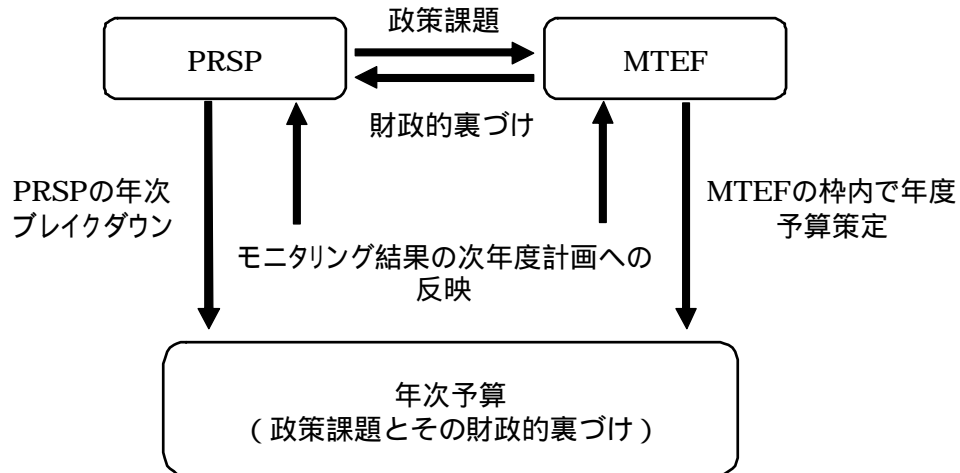 政策課題
PRSP
MTEF
財政的裏づけ
PRSPの年次
ブレイクダウン
MTEFの枠内で年度
予算策定
モニタリング結果の次年度計画への
反映
年次予算
(政策課題とその財政的裏づけ)